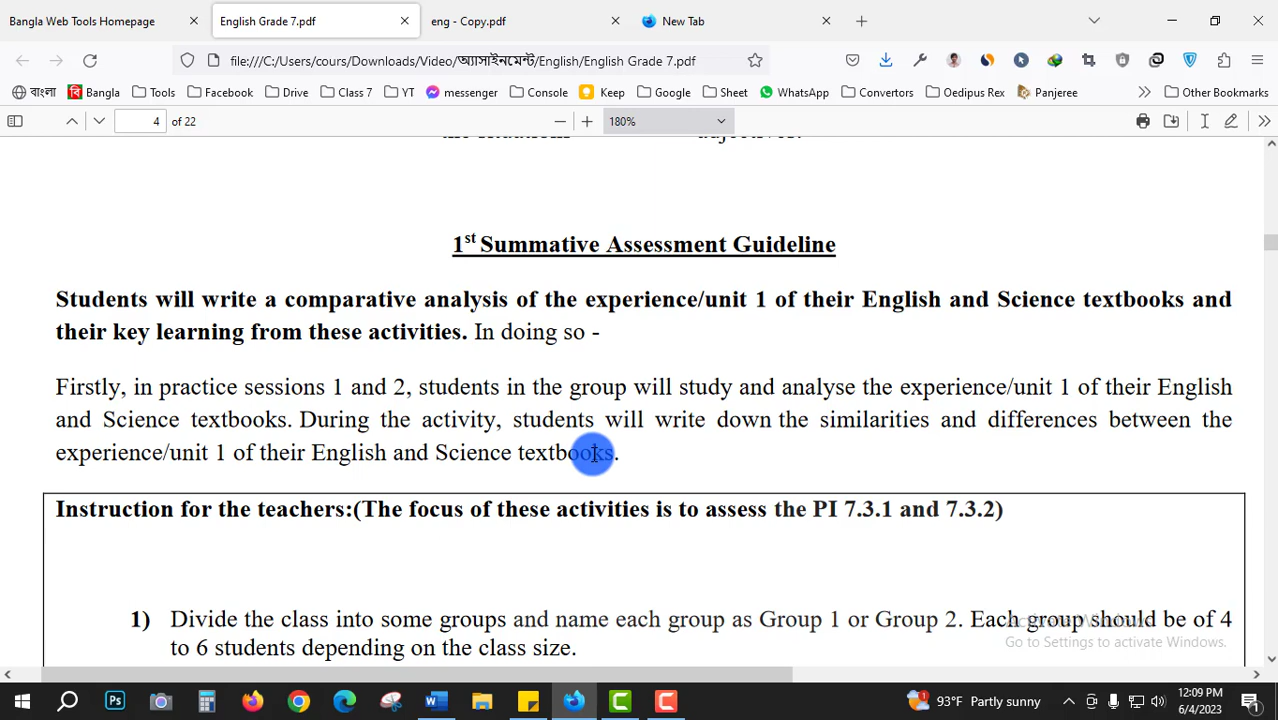 Bangla Web Tools Homepage
English Grade 7.pdf
eng - Copy.pdf
New Tab
file:///C:/Users/cours/Downloads/Video/অ্যাসাইনমেন্ট/English/English Grade 7.pdf
বাংলা
Bangla
Tools
Facebook
Drive
Class 7
YT
messenger
Console
Keep
Google
Sheet
WhatsApp
Convertors
Oedipus Rex
Panjeree
Other Bookmarks
4 of 22
180%
the situations adjectives.
1st Summative Assessment Guideline
Students will write a comparative analysis of the experience/unit 1 of their English and Science textbooks and
their key learning from these activities. In doing so -
Firstly, in practice sessions 1 and 2, students in the group will study and analyse the experience/unit 1 of their English
and Science textbooks. During the activity, students will write down the similarities and differences between the
experience/unit 1 of their English and Science textbooks.
Instruction for the teachers:(The focus of these activities is to assess the PI 7.3.1 and 7.3.2)
1) Divide the class into some groups and name each group as Group 1 or Group 2. Each group should be of 4
to 6 students depending on the class size.
Activate Windows
Go to Settings to activate Windows.
93°F Partly sunny
12:09 PM
6/4/2023